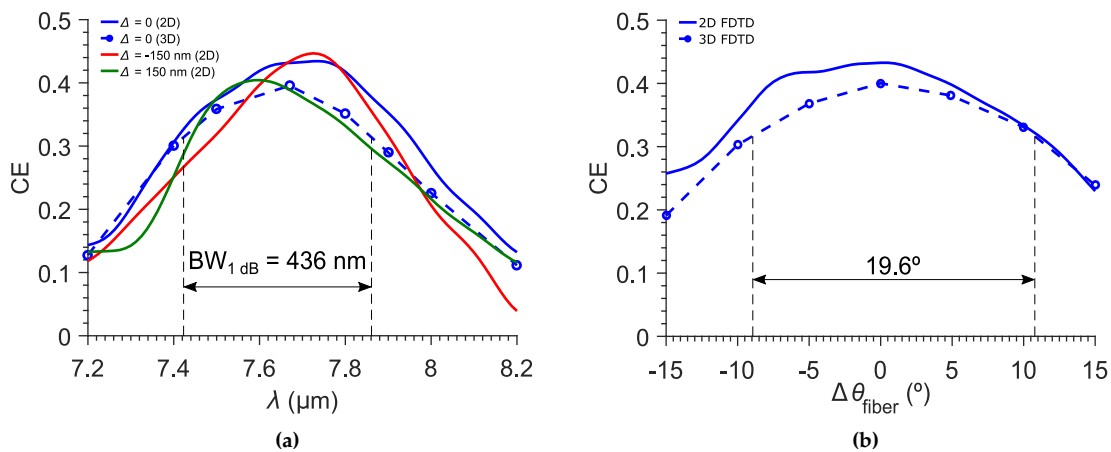 Δ = 0 (2D)
Δ = 0 (3D)
Δ = -150 nm (2D)
Δ = 150 nm (2D)
0.5
0.4
0.3
0.2
0.1
0
CE
BW1 dB = 436 nm
7.2
7.4
7.6
7.8
8
8.2
λ (μm)
(a)
2D FDTD
3D FDTD
0.5
0.4
0.3
0.2
0.1
0
CE
19.6º
-15
-10
-5
0
5
10
15
Δθfiber (º)
(b)